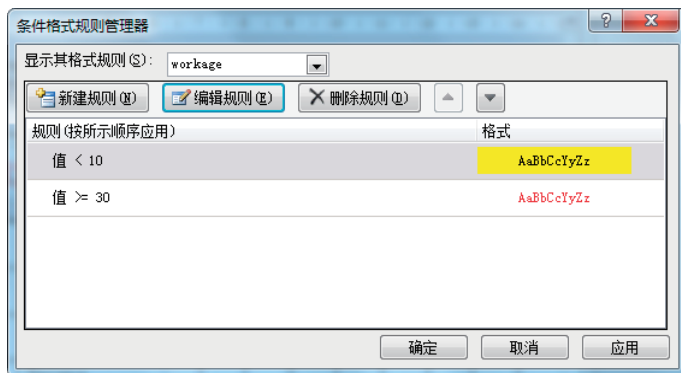 条件格式规则管理器
显示其格式规则(S): workage
新建规则(N) 编辑规则(E) 删除规则(D)
规则(按所示顺序应用) 格式
值 < 10 AaBbCcYyZz
值 >= 30 AaBbCcYyZz
确定 取消 应用